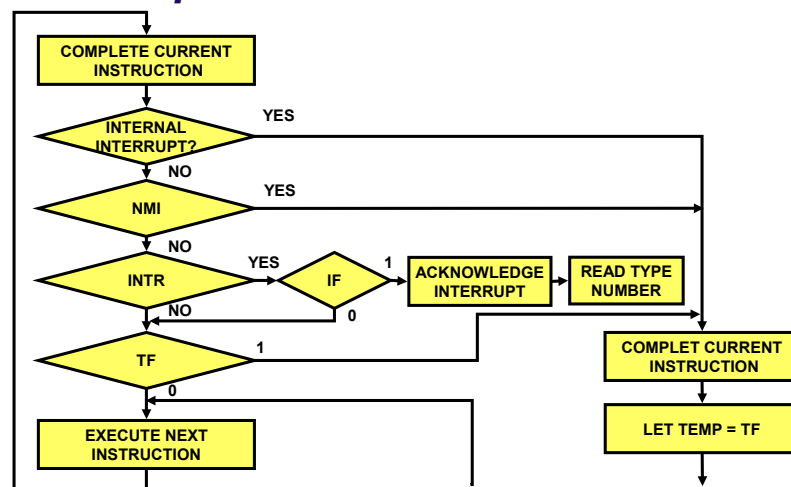 COMPLETE CURRENT
INSTRUCTION
INTERNAL
INTERRUPT?
YES
NO
NMI
YES
NO
INTR
YES
IF
1
ACKNOWLEDGE
INTERRUPT
READ TYPE
NUMBER
NO
0
TF
1
COMPLET CURRENT
INSTRUCTION
0
EXECUTE NEXT
INSTRUCTION
LET TEMP = TF